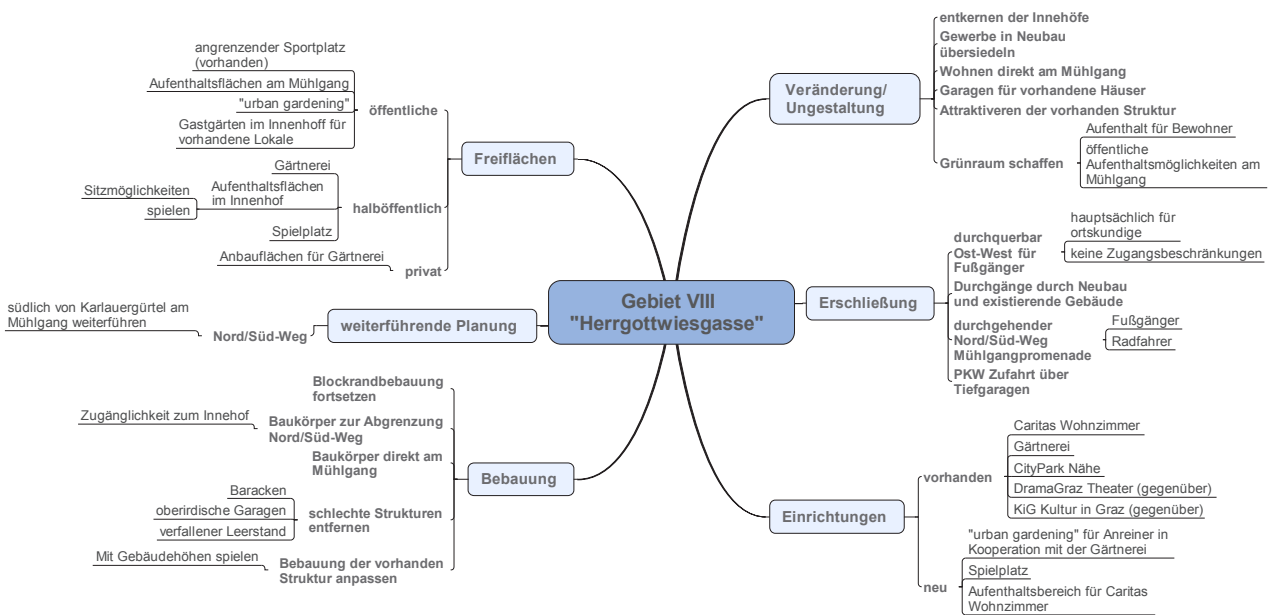 Gebiet VIII
"Herrgottwiesgasse"
Veränderung/
Ungestaltung
entkernen der Innehöfe
Gewerbe in Neubau
übersiedeln
Wohnen direkt am Mühlgang
Garagen für vorhandene Häuser
Attraktiveren der vorhanden Struktur
Grünraum schaffen
Aufenthalt für Bewohner
öffentliche
Aufenthaltsmöglichkeiten am
Mühlgang
Erschließung
durchquerbar
Ost-West für
Fußgänger
hauptsächlich für
ortskundige
keine Zugangsbeschränkungen
Durchgänge durch Neubau
und existierende Gebäude
durchgehender
Nord/Süd-Weg
Mühlgangpromenade
Fußgänger
Radfahrer
PKW Zufahrt über
Tiefgaragen
Einrichtungen
vorhanden
Caritas Wohnzimmer
Gärtnerei
CityPark Nähe
DramaGraz Theater (gegenüber)
KiG Kultur in Graz (gegenüber)
neu
"urban gardening" für Anreiner in
Kooperation mit der Gärtnerei
Spielplatz
Aufenthaltsbereich für Caritas
Wohnzimmer
Freiflächen
öffentliche
angrenzender Sportplatz
(vorhanden)
Aufenthaltsflächen am Mühlgang
"urban gardening"
Gastgärten im Innenhoff für
vorhandene Lokale
halböffentlich
Gärtnerei
Aufenthaltsflächen
im Innenhof
Sitzmöglichkeiten
spielen
Spielplatz
privat
Anbauflächen für Gärtnerei
weiterführende Planung
Nord/Süd-Weg
südlich von Karlauergürtel am
Mühlgang weiterführen
Bebauung
Blockrandbebauung
fortsetzen
Baukörper zur Abgrenzung
Nord/Süd-Weg
Zugänglichkeit zum Innehof
Baukörper direkt am
Mühlgang
schlechte Strukturen
entfernen
Baracken
oberirdische Garagen
verfallener Leerstand
Bebauung der vorhanden
Struktur anpassen
Mit Gebäudehöhen spielen